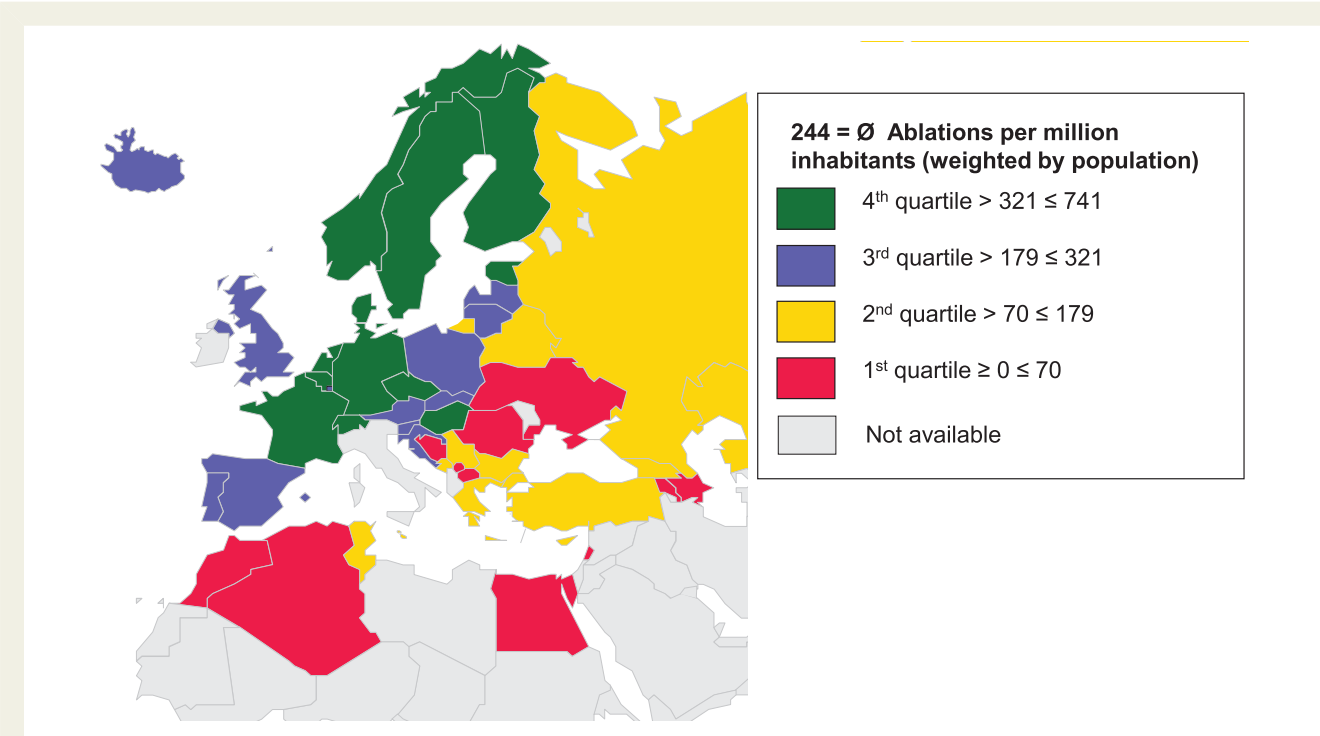 244 = Ø Ablations per million
inhabitants (weighted by population)
4th quartile > 321 ≤ 741
3rd quartile > 179 ≤ 321
2nd quartile > 70 ≤ 179
1st quartile ≥ 0 ≤ 70
Not available